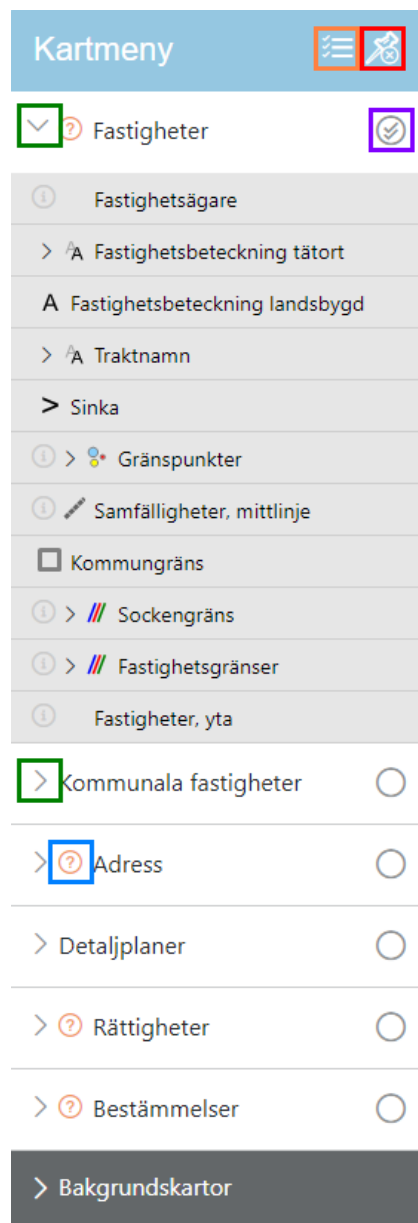 Kartmeny
Fastigheter
Fastighetsägare
Fastighetsbeteckning tätort
Fastighetsbeteckning landsbygd
Traktnamn
Sinka
Gränspunkter
Samfälligheter, mittlinje
Kommungräns
Sockengräns
Fastighetsgränser
Fastigheter, yta
Kommunala fastigheter
Adress
Detaljplaner
Rättigheter
Bestämmelser
Bakgrundskartor